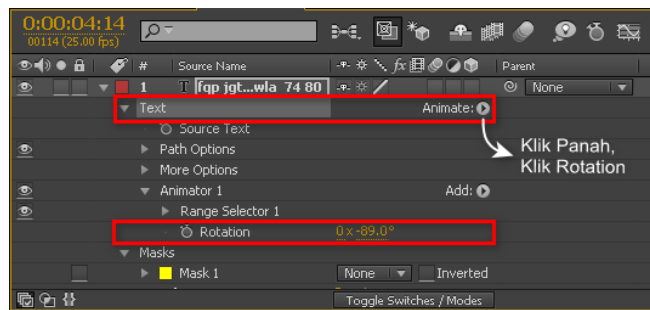 0:00:04:14
00114 (25.00 fps)
# Source Name fx Parent
1 T fqp jgt...wla 74 80 None
Text Animate:
Source Text
Path Options
Klik Panah,
Klik Rotation
More Options
Animator 1 Add:
Range Selector 1
Rotation 0x-89.0°
Masks
Mask 1 None Inverted
Toggle Switches / Modes